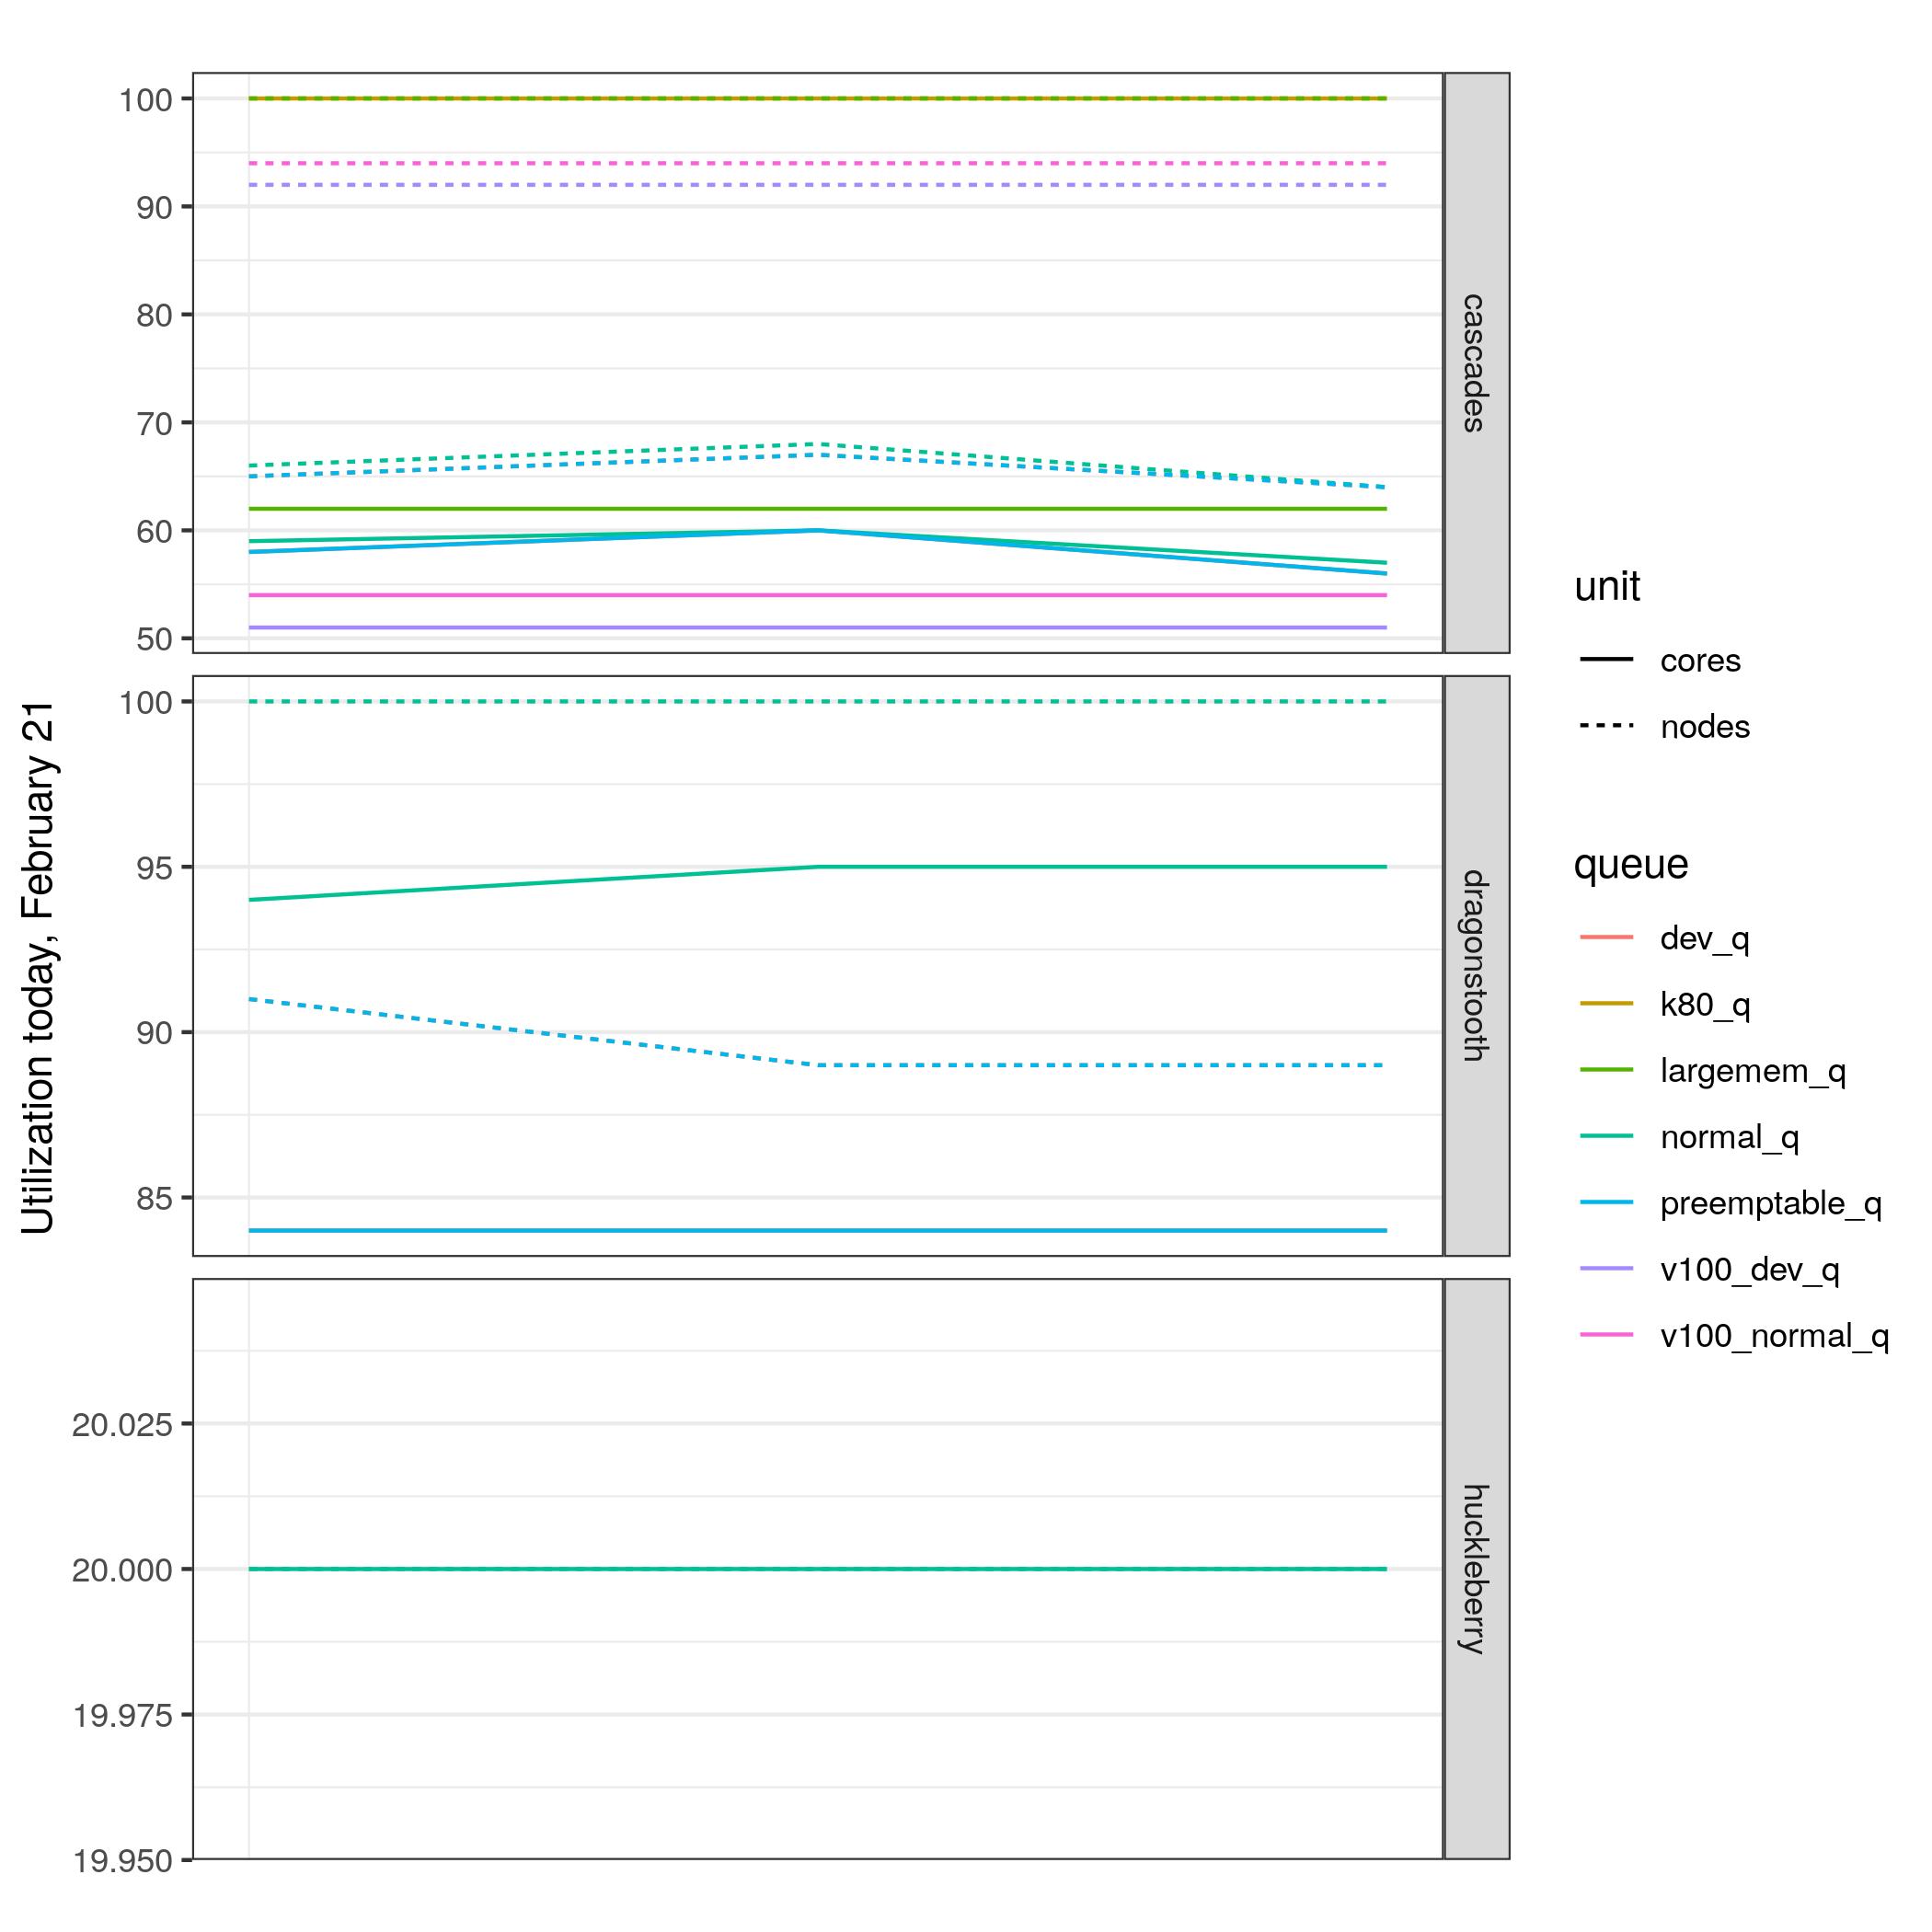 Utilization today, February 21
100
90
80
70
60
50
cascades
100
95
90
85
dragonstooth
20.025
20.000
19.975
19.950
huckleberry
unit
cores
nodes
queue
dev_q
k80_q
largemem_q
normal_q
preemptable_q
v100_dev_q
v100_normal_q